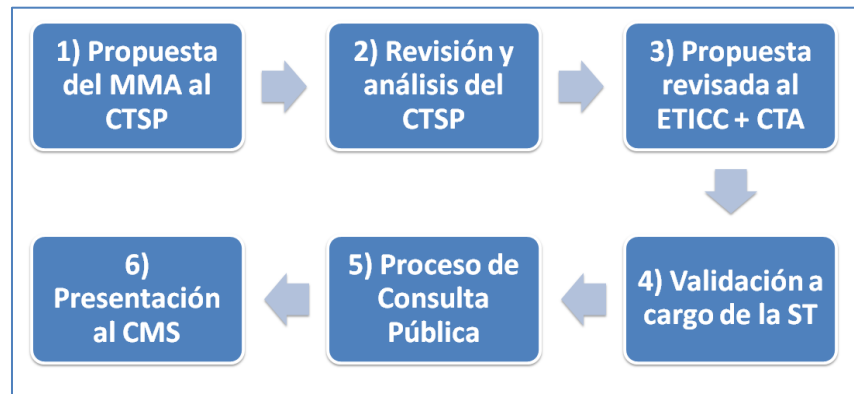 1) Propuesta
del MMA al
CTSP
2) Revisión y
análisis del
CTSP
3) Propuesta
revisada al
ETICC + CTA
4) Validación a
cargo de la ST
5) Proceso de
Consulta
Pública
6)
Presentación
al CMS